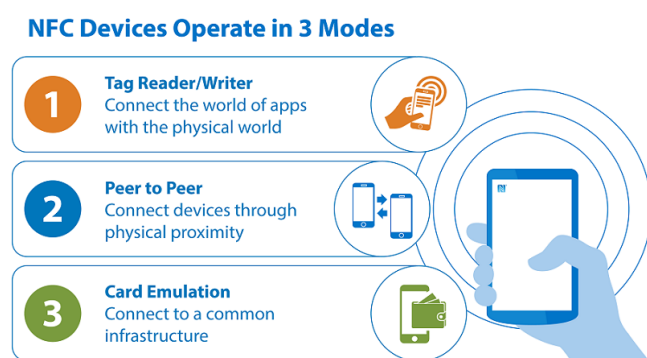 NFC Devices Operate in 3 Modes
1
Tag Reader/Writer
Connect the world of apps
with the physical world
2
Peer to Peer
Connect devices through
physical proximity
3
Card Emulation
Connect to a common
infrastructure